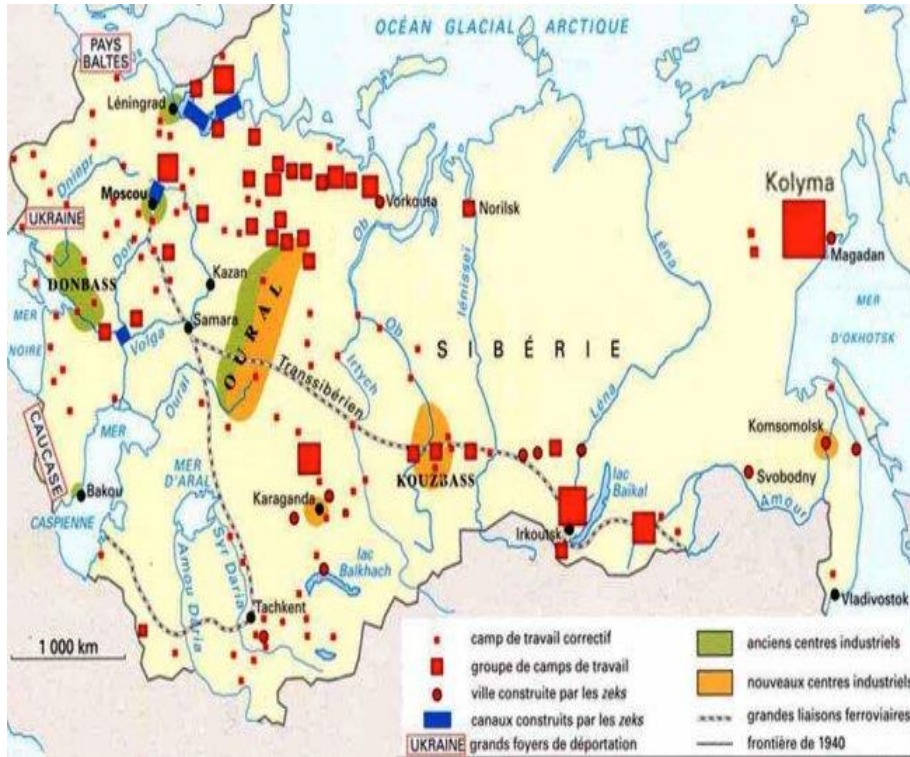 OCÉAN GLACIAL ARCTIQUE
PAYS
BALTES
Léningrad
Dniepr
Moscou
UKRAINE
Don
DONBASS
Kazan
Samara
Volga
MER
NOIRE
CAUCASE
MER
CASPIENNE
Bakou
Oural
OURAL
Transsibérien
Vorkouta
Ob
Norilsk
Iénisseï
Léna
Kolyma
Magadan
MER
D'OKHOTSK
SIBÉRIE
Ob
Irtych
KOUZBASS
Léna
lac
Baïkal
Irkoutsk
Komsomolsk
Svobodny
Amour
Vladivostok
MER
D'ARAL
Karaganda
lac
Balkhach
Syr Daria
Amou Daria
Tachkent
1 000 km
camp de travail correctif
groupe de camps de travail
ville construite par les zeks
canaux construits par les zeks
UKRAINE grands foyers de déportation
anciens centres industriels
nouveaux centres industriels
grandes liaisons ferroviaires
frontière de 1940